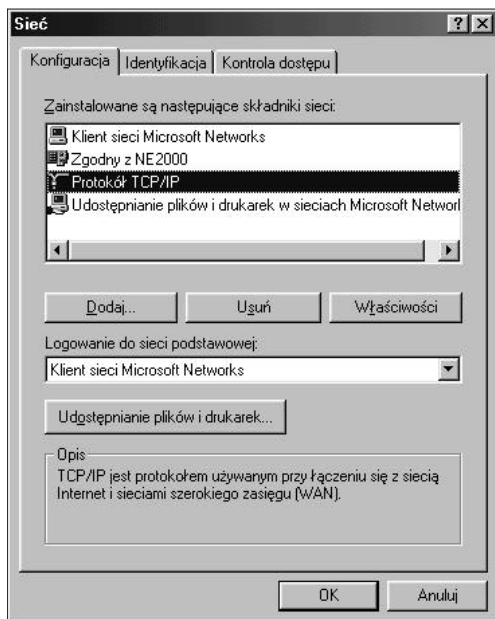 Sieć
Konfiguracja Identyfikacja Kontrola dostępu
Zainstalowane są następujące składniki sieci:
Klient sieci Microsoft Networks
Zgodny z NE2000
Protokół TCP/IP
Udostępnianie plików i drukarek w sieciach Microsoft Networl
Dodaj... Usuń Właściwości
Logowanie do sieci podstawowej:
Klient sieci Microsoft Networks
Udostępnianie plików i drukarek...
Opis
TCP/IP jest protokołem używanym przy łączeniu się z siecią
Internet i sieciami szerokiego zasięgu (WAN).
OK Anuluj